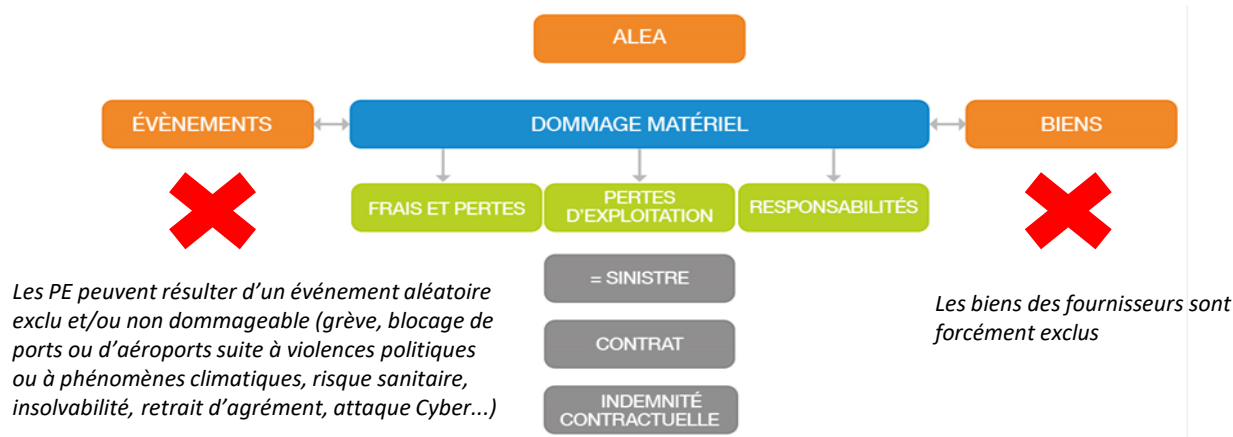 ALEA
ÉVÈNEMENTS
DOMMAGE MATÉRIEL
BIENS
FRAIS ET PERTES
PERTES
D'EXPLOITATION
RESPONSABILITÉS
= SINISTRE
CONTRAT
INDEMNITÉ
CONTRACTUELLE
Les PE peuvent résulter d’un événement aléatoire
exclu et/ou non dommageable (grève, blocage de
ports ou d’aéroports suite à violences politiques
ou à phénomènes climatiques, risque sanitaire,
insolvabilité, retrait d’agrément, attaque Cyber...)
Les biens des fournisseurs sont
forcément exclus